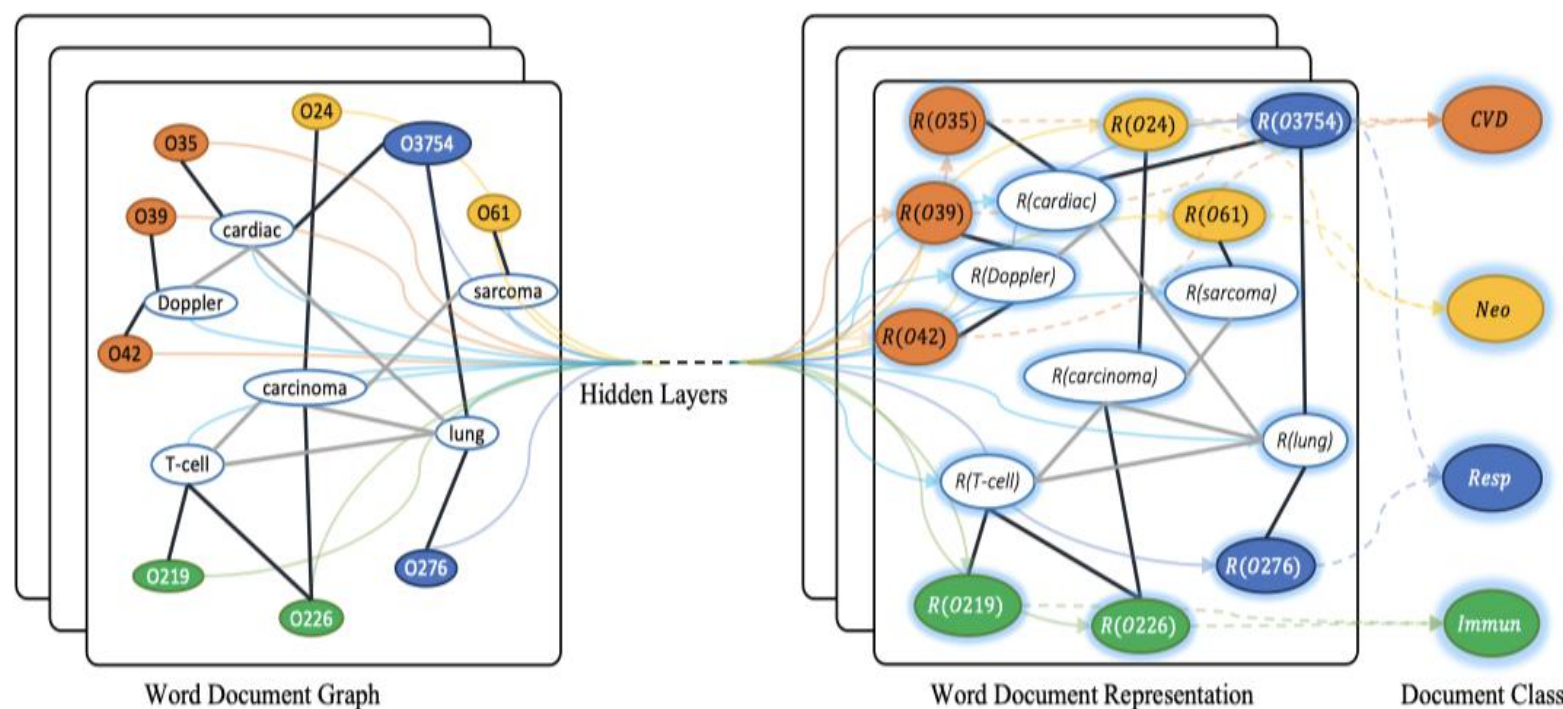 O24
O35
O3754
O39
O61
cardiac
sarcoma
Doppler
O42
carcinoma
lung
T-cell
O219
O276
O226
Word Document Graph
Hidden Layers
R(O35)
R(O24)
R(O3754)
R(cardiac)
R(O39)
R(O61)
R(Doppler)
R(sarcoma)
R(O42)
R(carcinoma)
R(lung)
R(T-cell)
R(O276)
R(O219)
R(O226)
Word Document Representation
CVD
Neo
Resp
Immun
Document Class